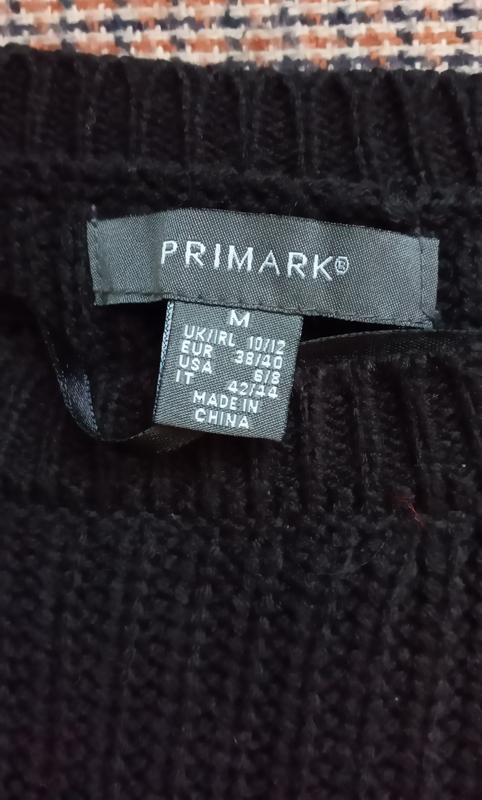 PRIMARK®
M
UK/IRL 10/12
EUR 38/40
USA 6/8
IT 42/44
MADE IN
CHINA